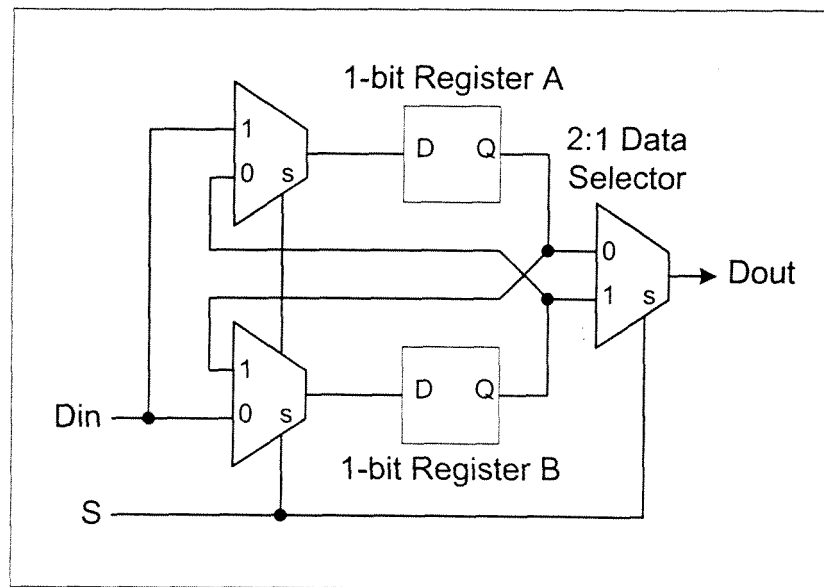 1-bit Register A
1
0
s
D
Q
2:1 Data
Selector
0
1
s
Dout
1
0
s
D
Q
Din
1-bit Register B
S